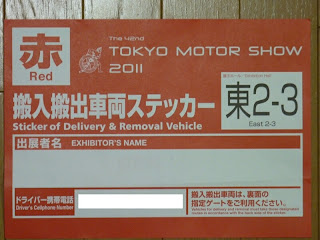 赤
Red
The 42nd
TOKYO MOTOR SHOW
2011
搬入搬出車両ステッカー
Sticker of Delivery & Removal Vehicle
東2-3
East 2-3
出展者名 EXHIBITOR'S NAME
ドライバー携帯電話
Driver's Cellphone Number
搬入搬出車両は、裏面の
指定ゲートをご利用ください。